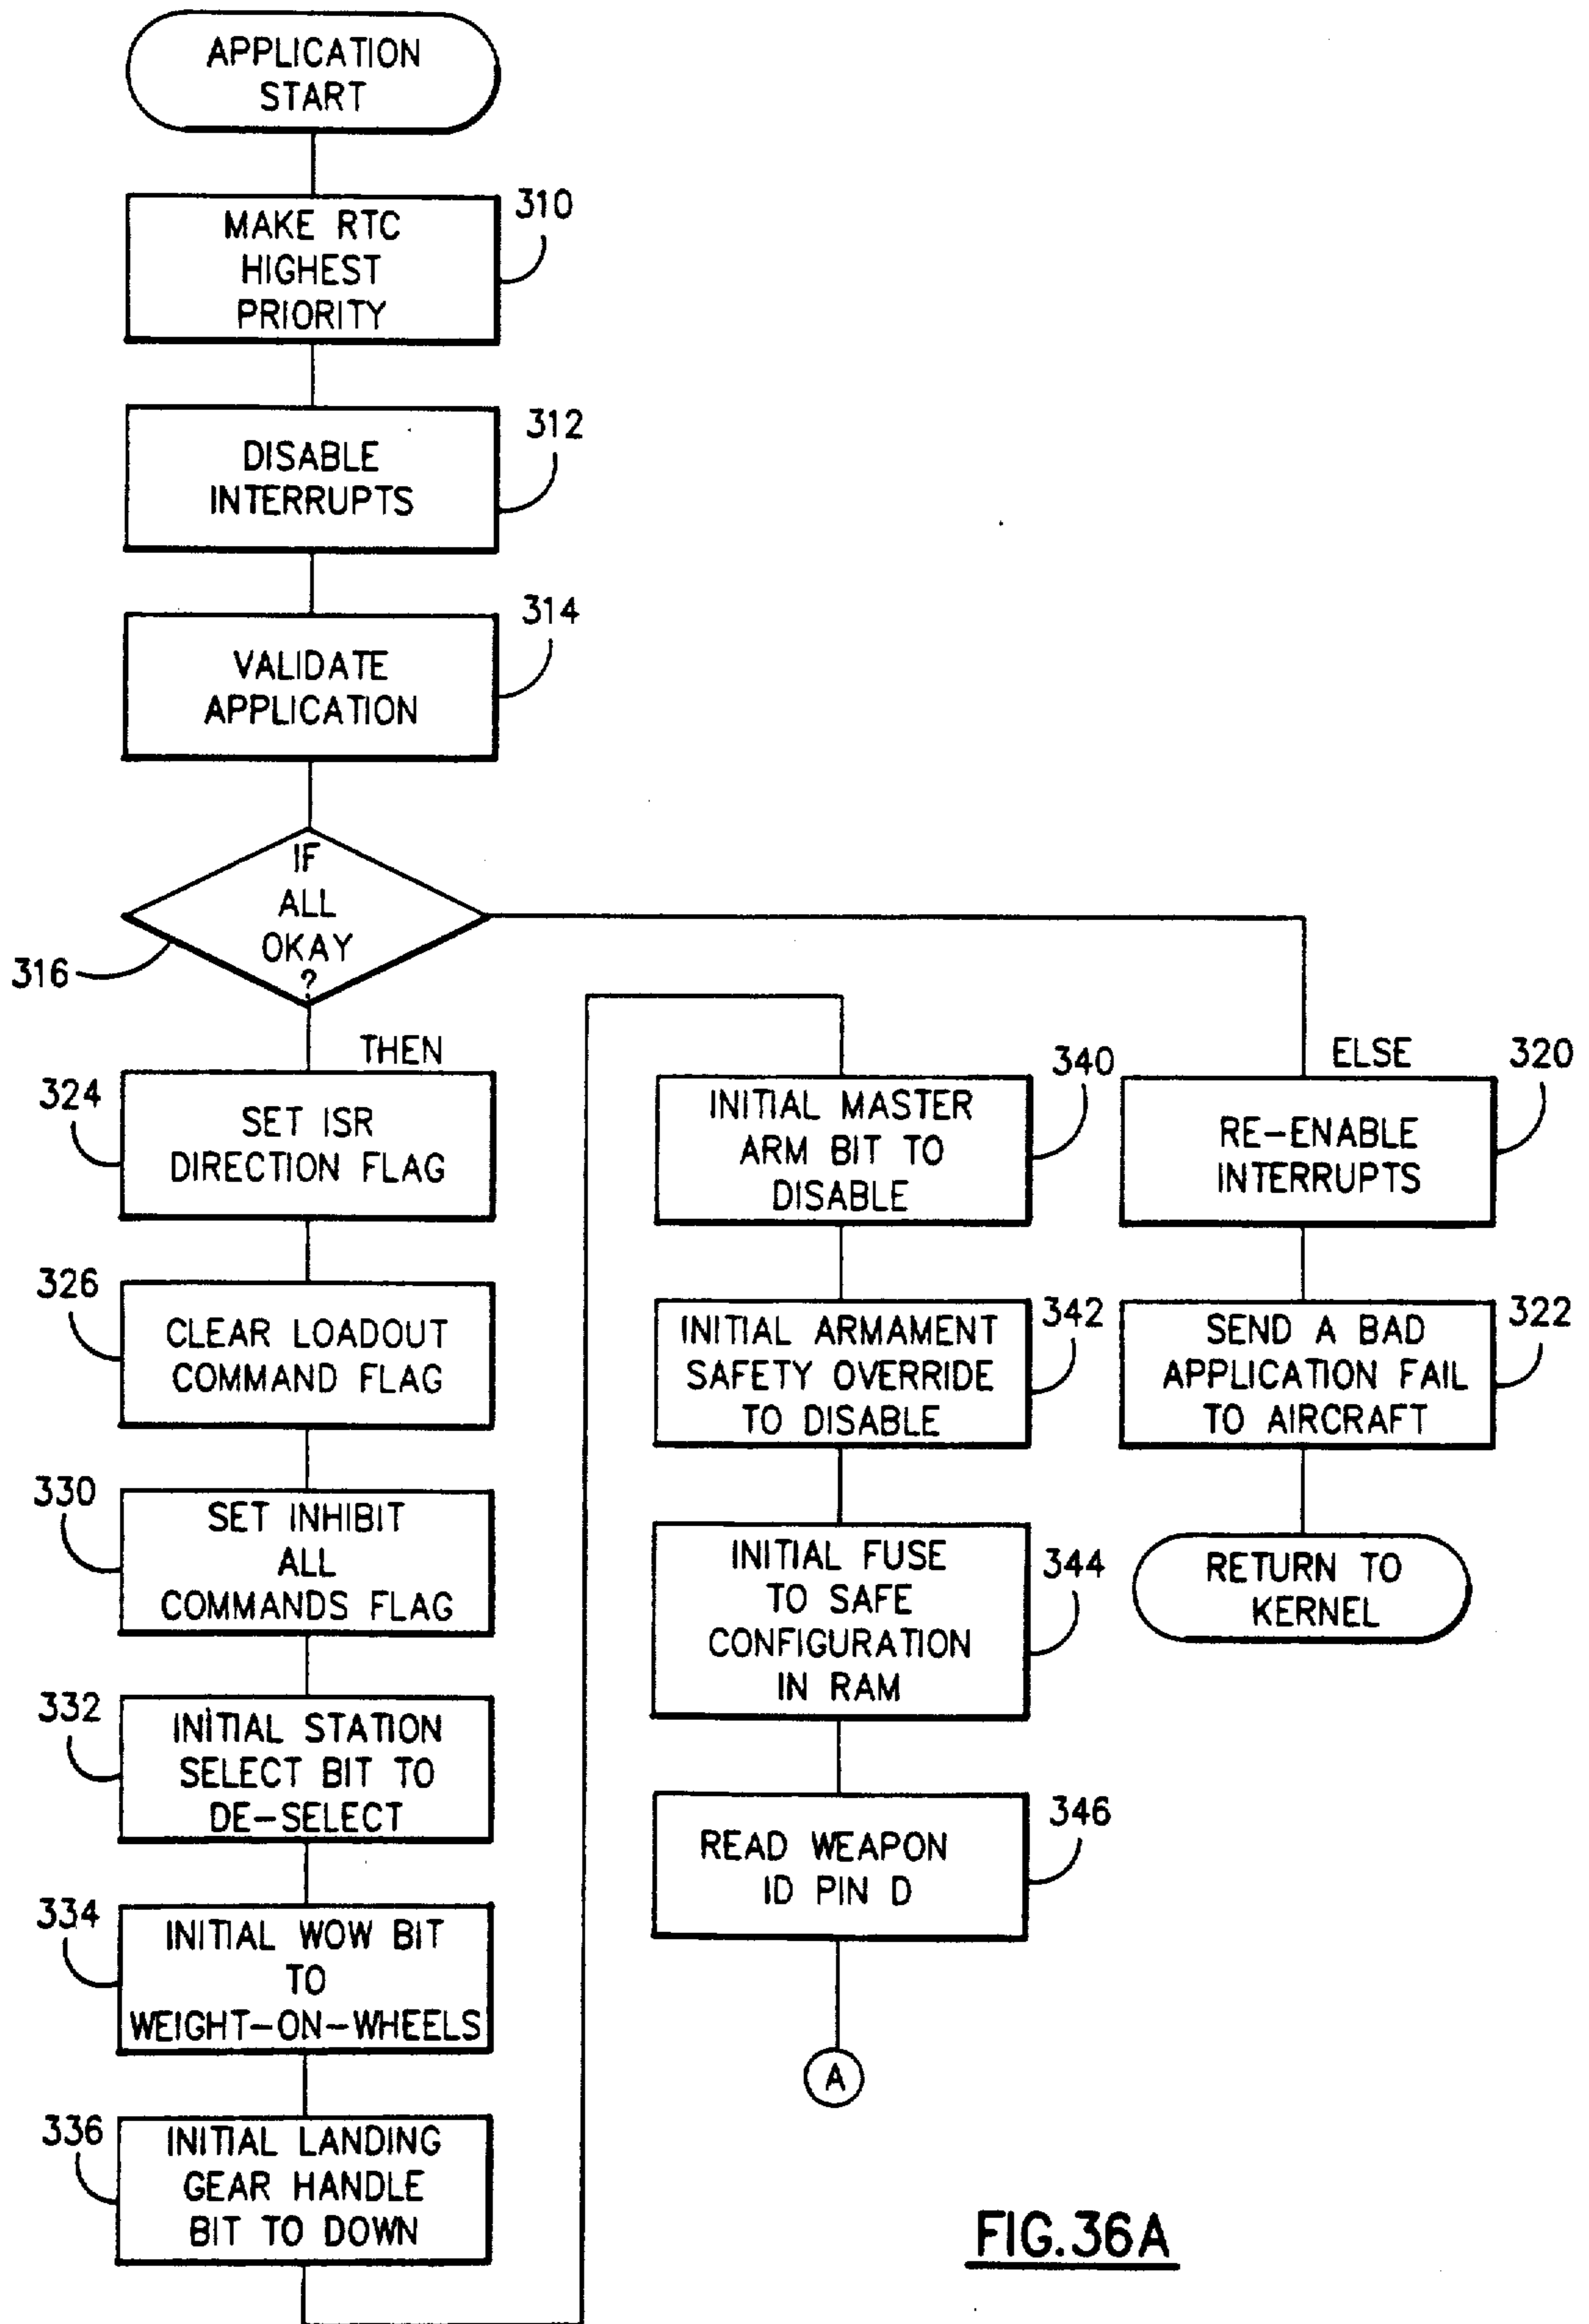 APPLICATION
START
310
MAKE RTC
HIGHEST
PRIORITY
312
DISABLE
INTERRUPTS
314
VALIDATE
APPLICATION
316
IF
ALL
OKAY
?
THEN
324
SET ISR
DIRECTION FLAG
326
CLEAR LOADOUT
COMMAND FLAG
330
SET INHIBIT
ALL
COMMANDS FLAG
332
INITIAL STATION
SELECT BIT TO
DE-SELECT
334
INITIAL WOW BIT
TO
WEIGHT-ON-WHEELS
336
INITIAL LANDING
GEAR HANDLE
BIT TO DOWN
340
INITIAL MASTER
ARM BIT TO
DISABLE
342
INITIAL ARMAMENT
SAFETY OVERRIDE
TO DISABLE
344
INITIAL FUSE
TO SAFE
CONFIGURATION
IN RAM
346
READ WEAPON
ID PIN D
A
ELSE
320
RE-ENABLE
INTERRUPTS
322
SEND A BAD
APPLICATION FAIL
TO AIRCRAFT
RETURN TO
KERNEL
FIG.36A